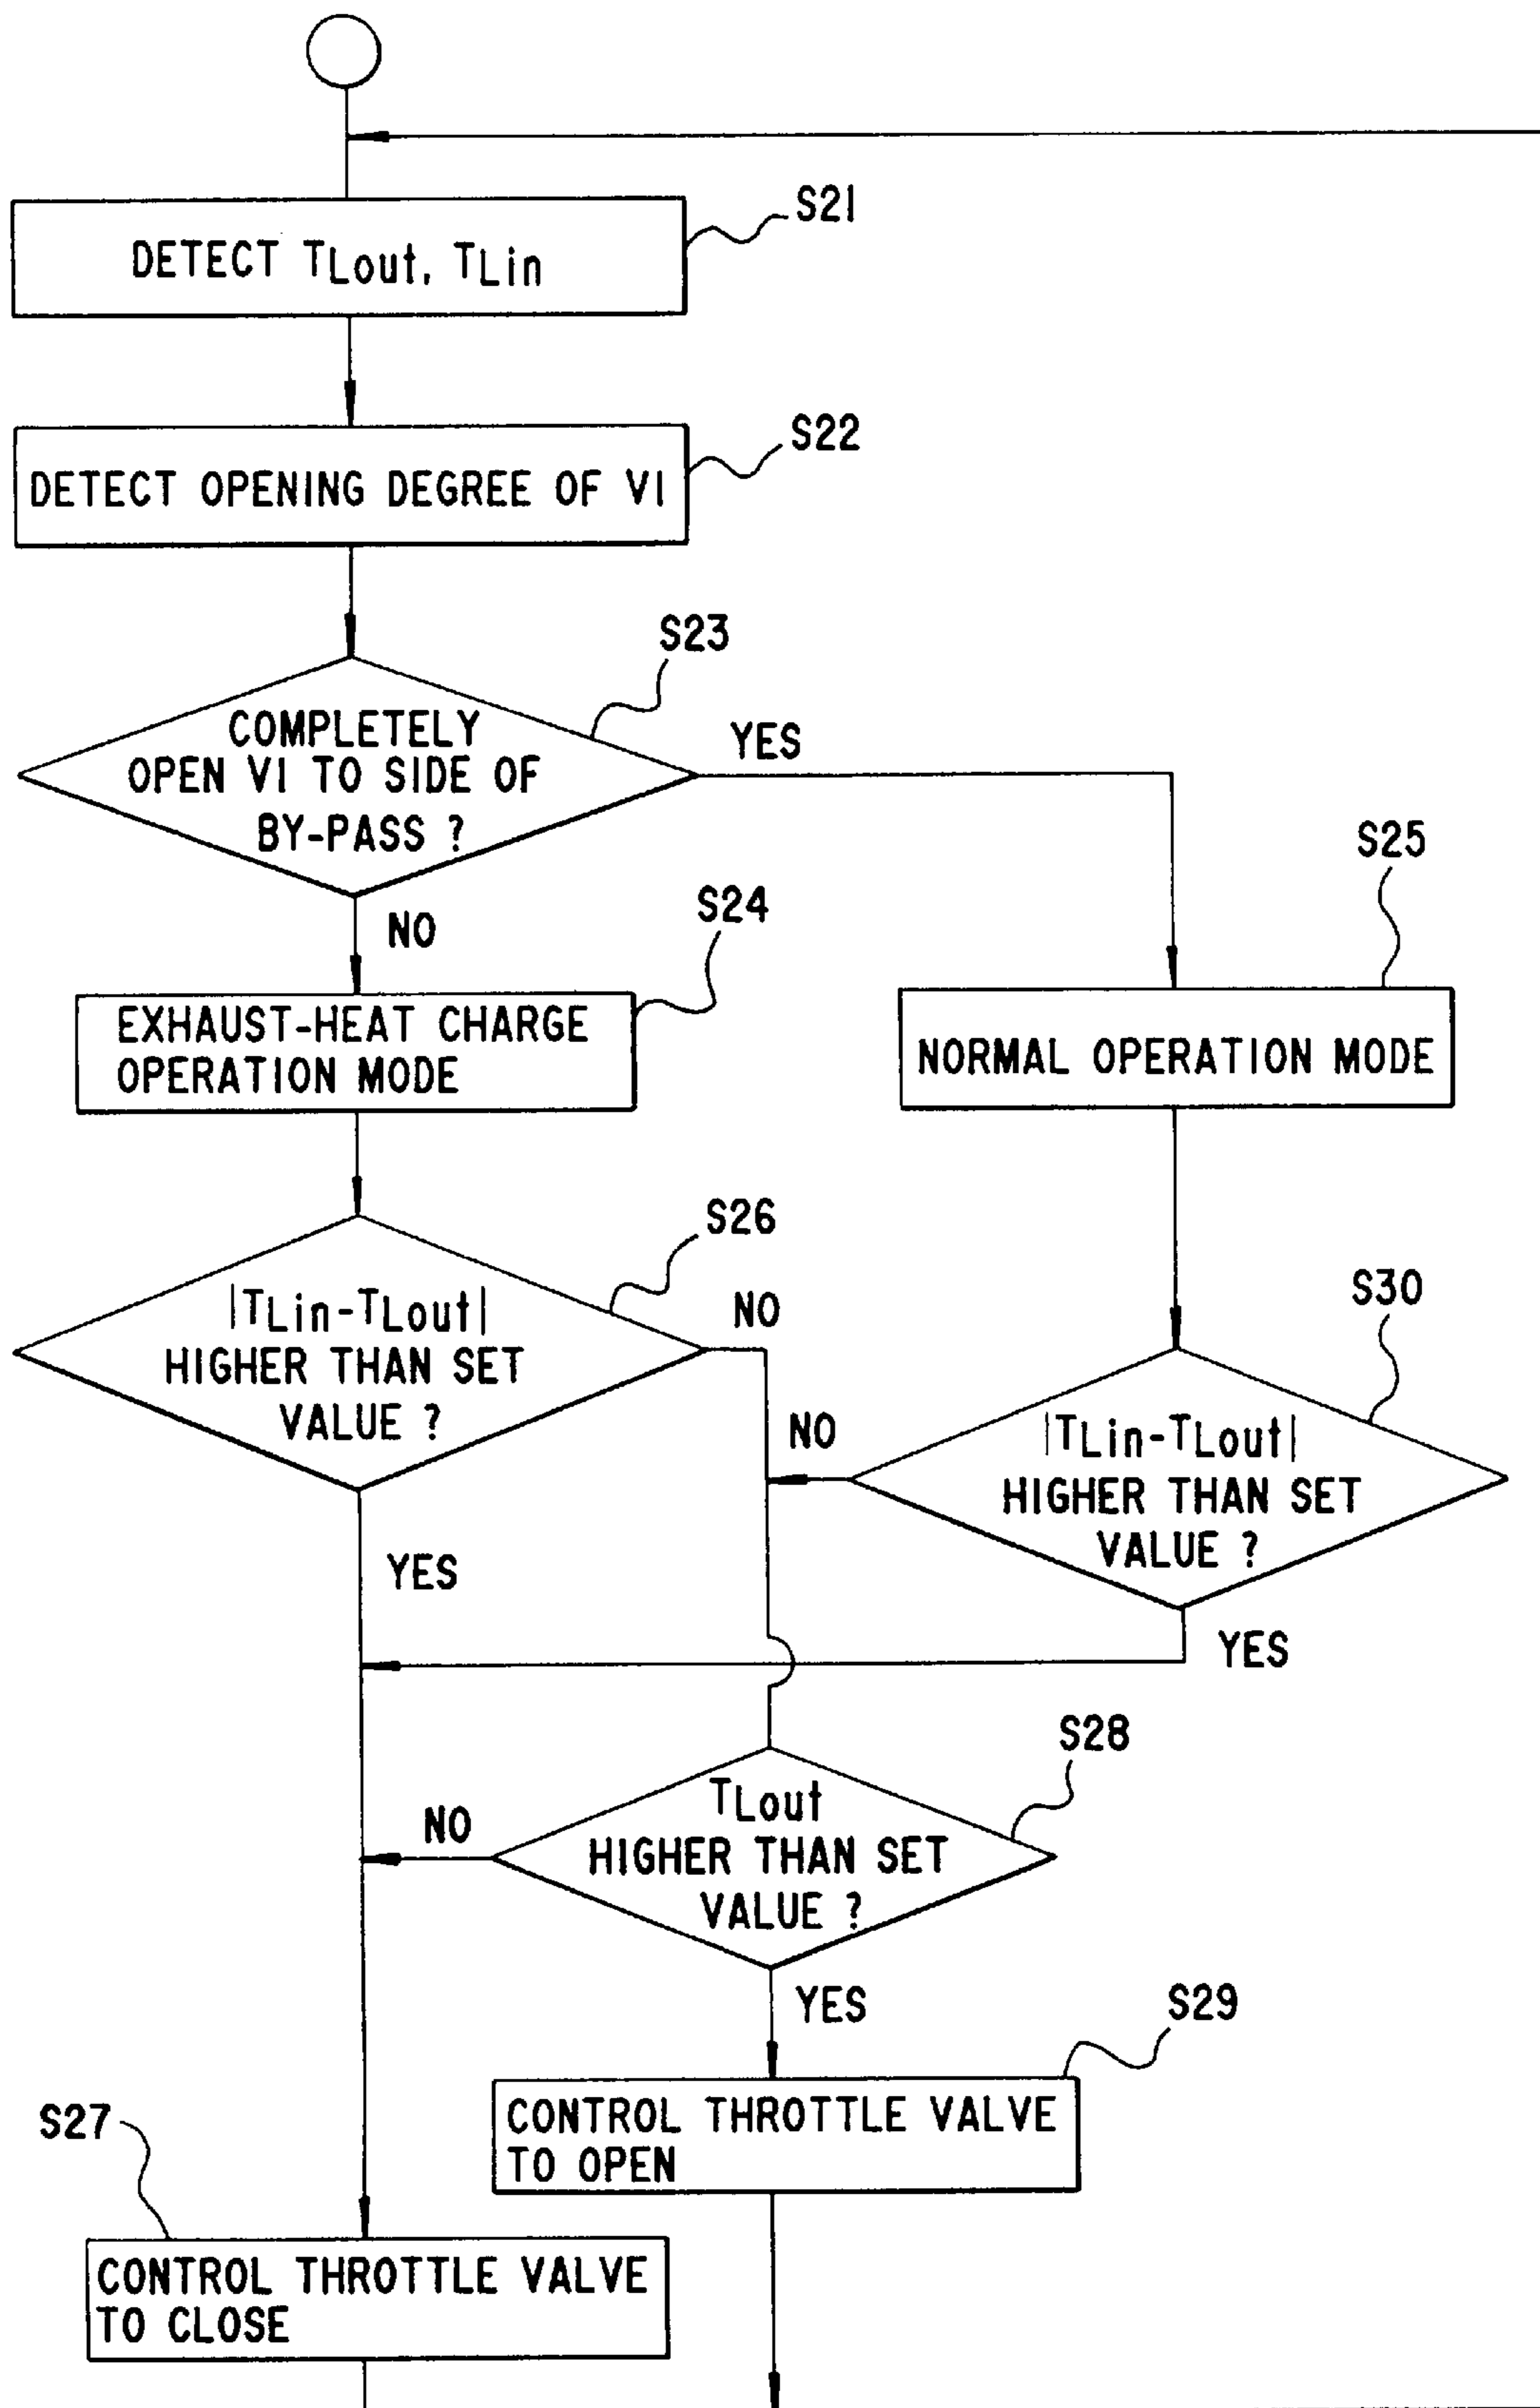 S21
DETECT TLout, TLin
S22
DETECT OPENING DEGREE OF V1
S23
COMPLETELY
OPEN V1 TO SIDE OF
BY-PASS ?
YES
NO
S24
S25
EXHAUST-HEAT CHARGE
OPERATION MODE
NORMAL OPERATION MODE
S26
|TLin-TLout|
HIGHER THAN SET
VALUE ?
NO
YES
S30
|TLin-TLout|
HIGHER THAN SET
VALUE ?
NO
YES
S28
TLout
HIGHER THAN SET
VALUE ?
NO
YES
S29
CONTROL THROTTLE VALVE
TO OPEN
S27
CONTROL THROTTLE VALVE
TO CLOSE